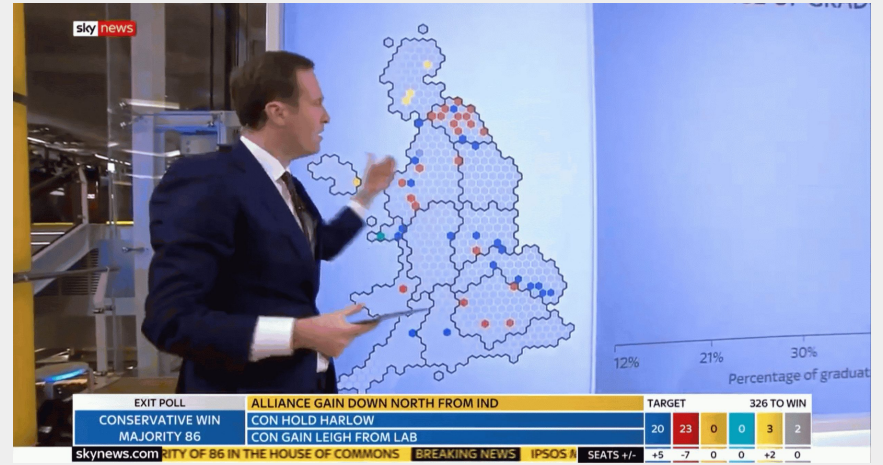 sky news
12%
21%
30%
Percentage of
EXIT POLL
CONSERVATIVE WIN
MAJORITY 86
ALLIANCE GAIN DOWN NORTH FROM IND
CON HOLD HARLOW
CON GAIN LEIGH FROM LAB
TARGET 326 TO WIN
20 23 0 0 3 2
skynews.com RITY OF 86 IN THE HOUSE OF COMMONS BREAKING NEWS IPSOS M SEATS +/- +5 -7 0 0 +2 0